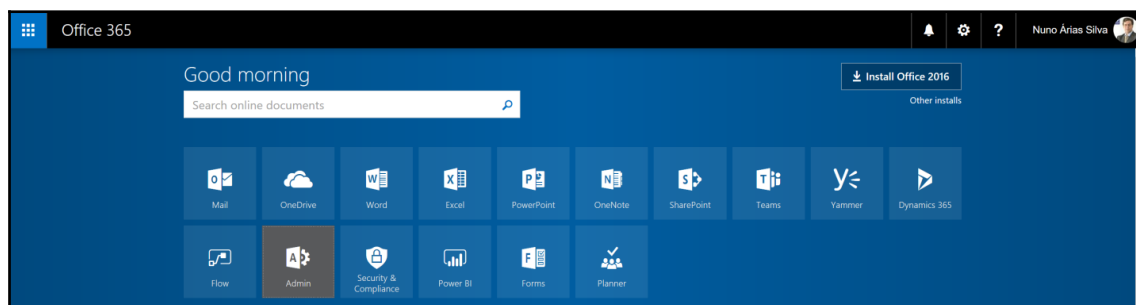 Office 365
? Nuno Árias Silva
Good morning
Install Office 2016
Search online documents
Other installs
Mail OneDrive Word Excel PowerPoint OneNote SharePoint Teams Yammer Dynamics 365
Flow Admin Security &
Compliance Power BI Forms Planner